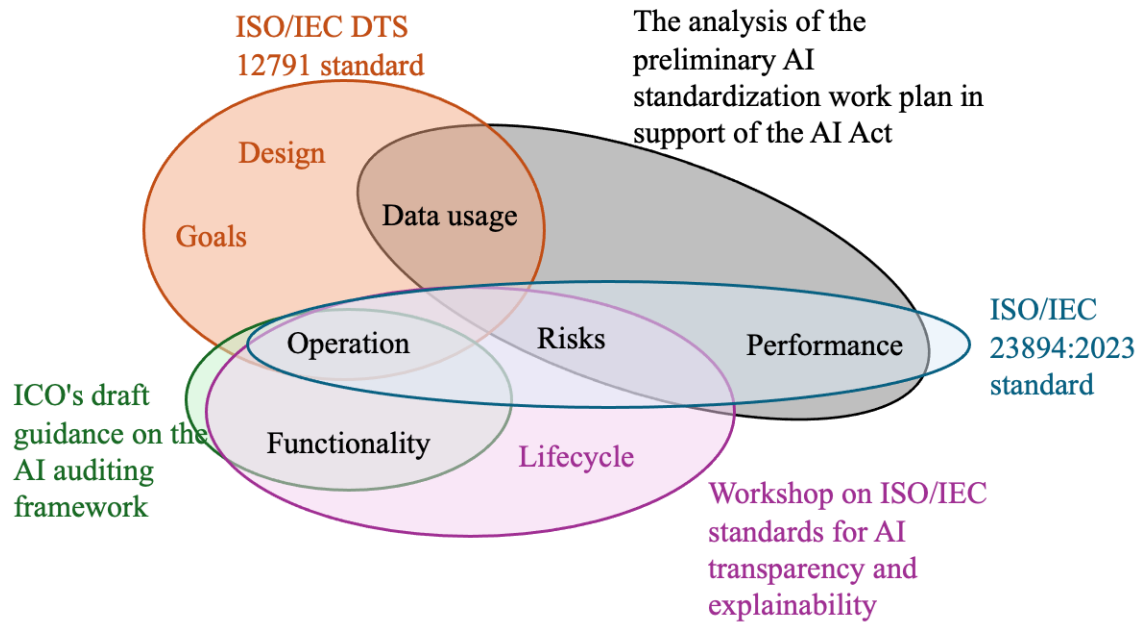 ISO/IEC DTS
12791 standard
The analysis of the
preliminary AI
standardization work plan in
support of the AI Act
Design
Goals
Data usage
Operation
Risks
Performance
ISO/IEC
23894:2023
standard
ICO's draft
guidance on the
AI auditing
framework
Functionality
Lifecycle
Workshop on ISO/IEC
standards for AI
transparency and
explainability